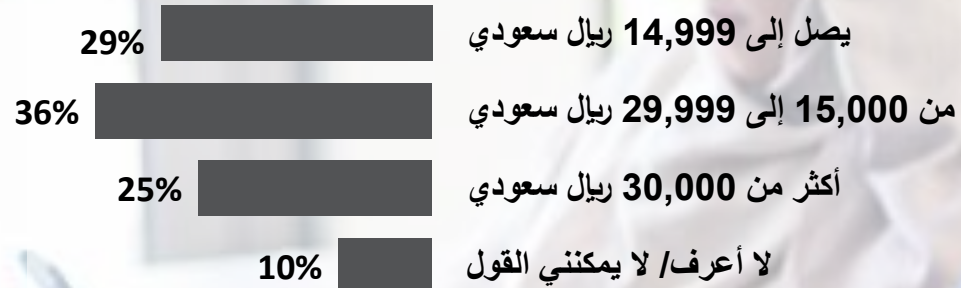 يصل إلى 14,999 ريال سعودي 29%
من 15,000 إلى 29,999 ريال سعودي 36%
أكثر من 30,000 ريال سعودي 25%
لا أعرف/ لا يمكنني القول 10%